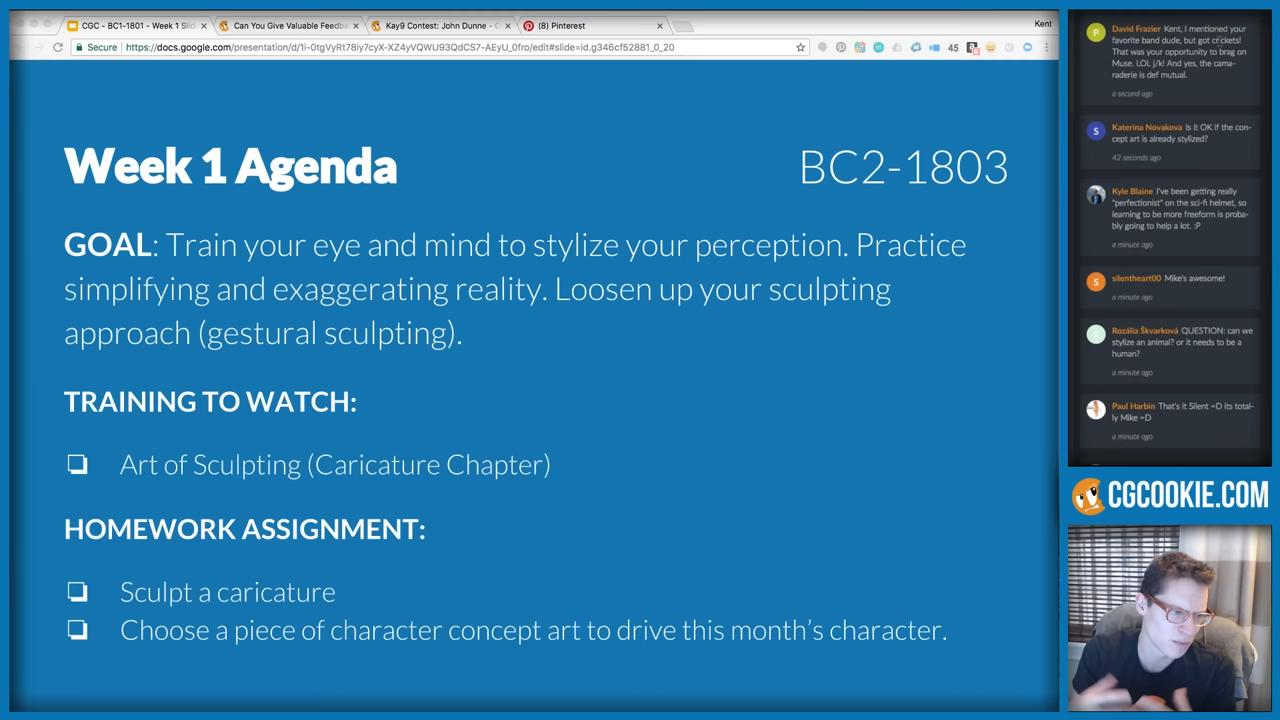 CGC - BC1-1801 - Week 1 Slid
Can You Give Valuable Feedba
Kay9 Contest: John Dunne - C
(8) Pinterest
Kent
Secure
https://docs.google.com/presentation/d/1i-0tgVyRt78iy7cyX-XZ4yVQWU93QdCS7-AEyU_0fro/edit#slide=id.g346cf52881_0_20
45
Week 1 Agenda
BC2-1803
GOAL: Train your eye and mind to stylize your perception. Practice
simplifying and exaggerating reality. Loosen up your sculpting
approach (gestural sculpting).
TRAINING TO WATCH:
Art of Sculpting (Caricature Chapter)
HOMEWORK ASSIGNMENT:
Sculpt a caricature
Choose a piece of character concept art to drive this month's character.
P
David Frazier Kent, I mentioned your
favorite band dude, but got crickets!
That was your opportunity to brag on
Muse. LOL j/k! And yes, the cama-
raderie is def mutual.
a second ago
S
Katerina Novakova Is it OK if the con-
cept art is already stylized?
42 seconds ago
Kyle Blaine I've been getting really
"perfectionist" on the sci-fi helmet, so
learning to be more freeform is proba-
bly going to help a lot. :P
a minute ago
S
silentheart00 Mike's awesome!
a minute ago
Rozália Škvarková QUESTION: can we
stylize an animal? or it needs to be a
human?
a minute ago
Paul Harbin That's it Silent =D its total-
ly Mike =D
a minute ago
CGCOOKIE.COM